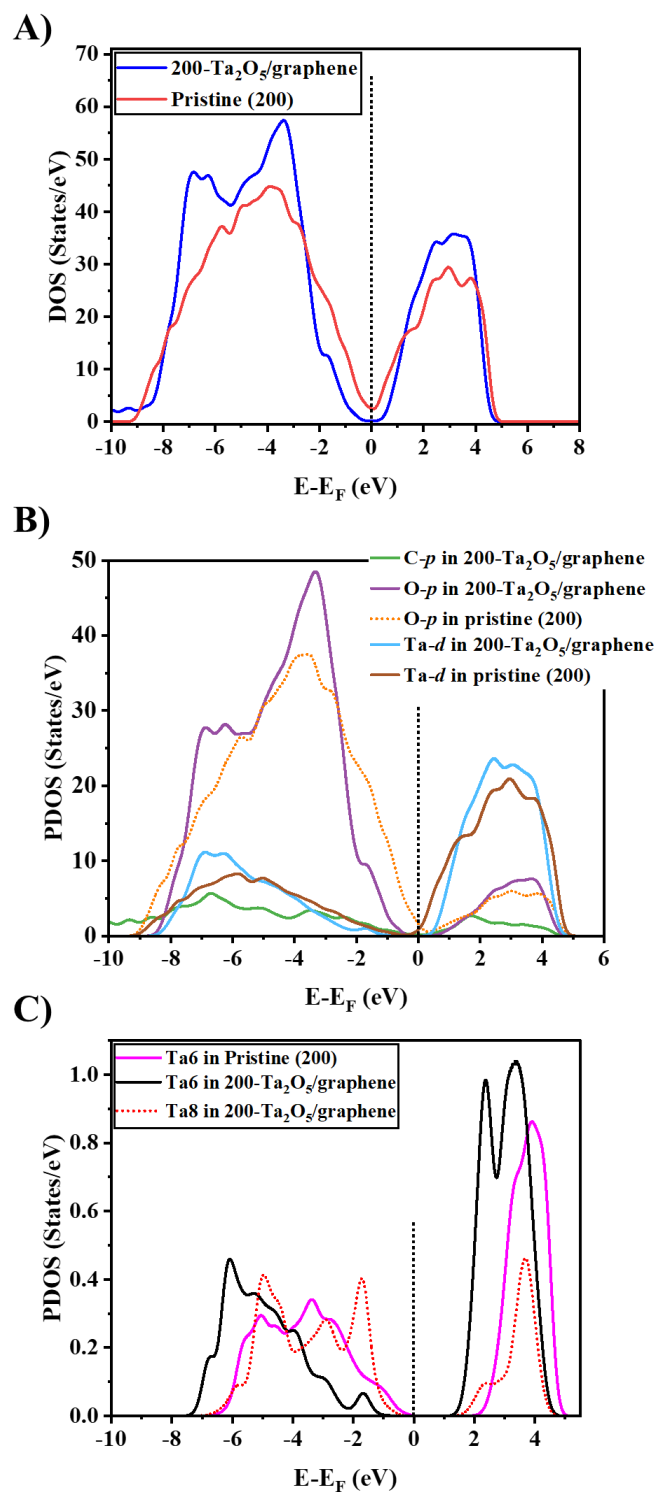 A)
70
60
50
40
30
20
10
0
DOS (States/eV)
200-Ta₂O₅/graphene
Pristine (200)
-10 -8 -6 -4 -2 0 2 4 6 8
E-E_F (eV)
B)
50
40
30
20
10
0
PDOS (States/eV)
C-p in 200-Ta₂O₅/graphene
O-p in 200-Ta₂O₅/graphene
O-p in pristine (200)
Ta-d in 200-Ta₂O₅/graphene
Ta-d in pristine (200)
-10 -8 -6 -4 -2 0 2 4 6
E-E_F (eV)
C)
1.0
0.8
0.6
0.4
0.2
0.0
PDOS (States/eV)
Ta6 in Pristine (200)
Ta6 in 200-Ta₂O₅/graphene
Ta8 in 200-Ta₂O₅/graphene
-10 -8 -6 -4 -2 0 2 4
E-E_F (eV)